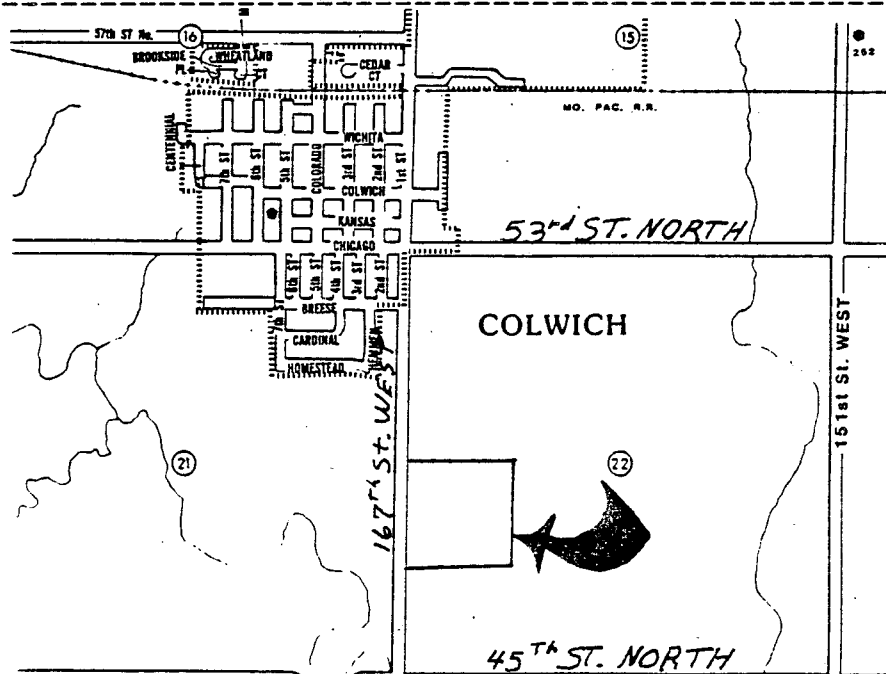 57th ST No.
16
15
BROOKSIDE
WHEATLAND
PL
CT
CEDAR
CT
252
MO. PAC. R.R.
CENTENNIAL
WICHITA
7th ST
6th ST
5th ST
COLORADO
3rd ST
2nd ST
1st ST
COLWICH
KANSAS
53rd ST. NORTH
CHICAGO
6th ST
5th ST
4th ST
3rd ST
2nd ST
BREESE
7th
CARDINAL
HOMESTEAD
COLWICH
167th St. WEST
151st St. WEST
21
22
45Th ST. NORTH